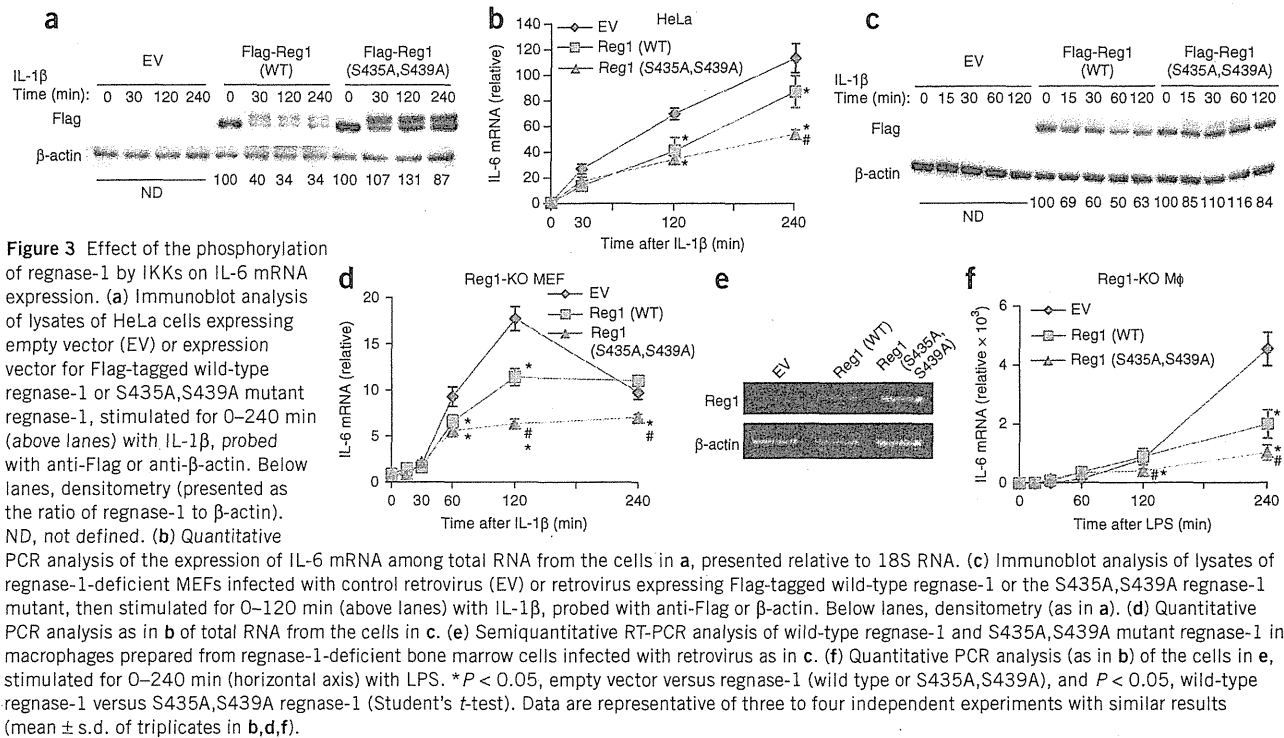 a
EV
Flag-Reg1
(WT)
Flag-Reg1
(S435A,S439A)
IL-1β
Time (min): 0 30 120 240 0 30 120 240 0 30 120 240
Flag
β-actin
ND
100 40 34 34 100 107 131 87
b
HeLa
EV
Reg1 (WT)
Reg1 (S435A,S439A)
IL-6 mRNA (relative)
140
120
100
80
60
40
20
0
*
*
*
*
#
0 30 120 240
Time after IL-1β (min)
c
EV
Flag-Reg1
(WT)
Flag-Reg1
(S435A,S439A)
IL-1β
Time (min): 0 15 30 60 120 0 15 30 60 120 0 15 30 60 120
Flag
β-actin
ND
100 69 60 50 63 100 85 110 116 84
Figure 3 Effect of the phosphorylation
of regnase-1 by IKKs on IL-6 mRNA
expression. (a) Immunoblot analysis
of lysates of HeLa cells expressing
empty vector (EV) or expression
vector for Flag-tagged wild-type
regnase-1 or S435A,S439A mutant
regnase-1, stimulated for 0–240 min
(above lanes) with IL-1β, probed
with anti-Flag or anti-β-actin. Below
lanes, densitometry (presented as
the ratio of regnase-1 to β-actin).
ND, not defined. (b) Quantitative
d
Reg1-KO MEF
EV
Reg1 (WT)
Reg1
(S435A,S439A)
IL-6 mRNA (relative)
20
15
10
5
0
*
*
*
#
*
*
#
0 30 60 120 240
Time after IL-1β (min)
e
EV
Reg1 (WT)
Reg1
(S435A,
S439A)
Reg1
β-actin
f
Reg1-KO Mϕ
EV
Reg1 (WT)
Reg1 (S435A,S439A)
IL-6 mRNA (relative × 10³)
6
4
2
0
#*
*
*
#
0 30 60 120 240
Time after LPS (min)
PCR analysis of the expression of IL-6 mRNA among total RNA from the cells in a, presented relative to 18S RNA. (c) Immunoblot analysis of lysates of
regnase-1-deficient MEFs infected with control retrovirus (EV) or retrovirus expressing Flag-tagged wild-type regnase-1 or the S435A,S439A regnase-1
mutant, then stimulated for 0–120 min (above lanes) with IL-1β, probed with anti-Flag or β-actin. Below lanes, densitometry (as in a). (d) Quantitative
PCR analysis as in b of total RNA from the cells in c. (e) Semiquantitative RT-PCR analysis of wild-type regnase-1 and S435A,S439A mutant regnase-1 in
macrophages prepared from regnase-1-deficient bone marrow cells infected with retrovirus as in c. (f) Quantitative PCR analysis (as in b) of the cells in e,
stimulated for 0–240 min (horizontal axis) with LPS. *P < 0.05, empty vector versus regnase-1 (wild type or S435A,S439A), and P < 0.05, wild-type
regnase-1 versus S435A,S439A regnase-1 (Student's t-test). Data are representative of three to four independent experiments with similar results
(mean ± s.d. of triplicates in b,d,f).